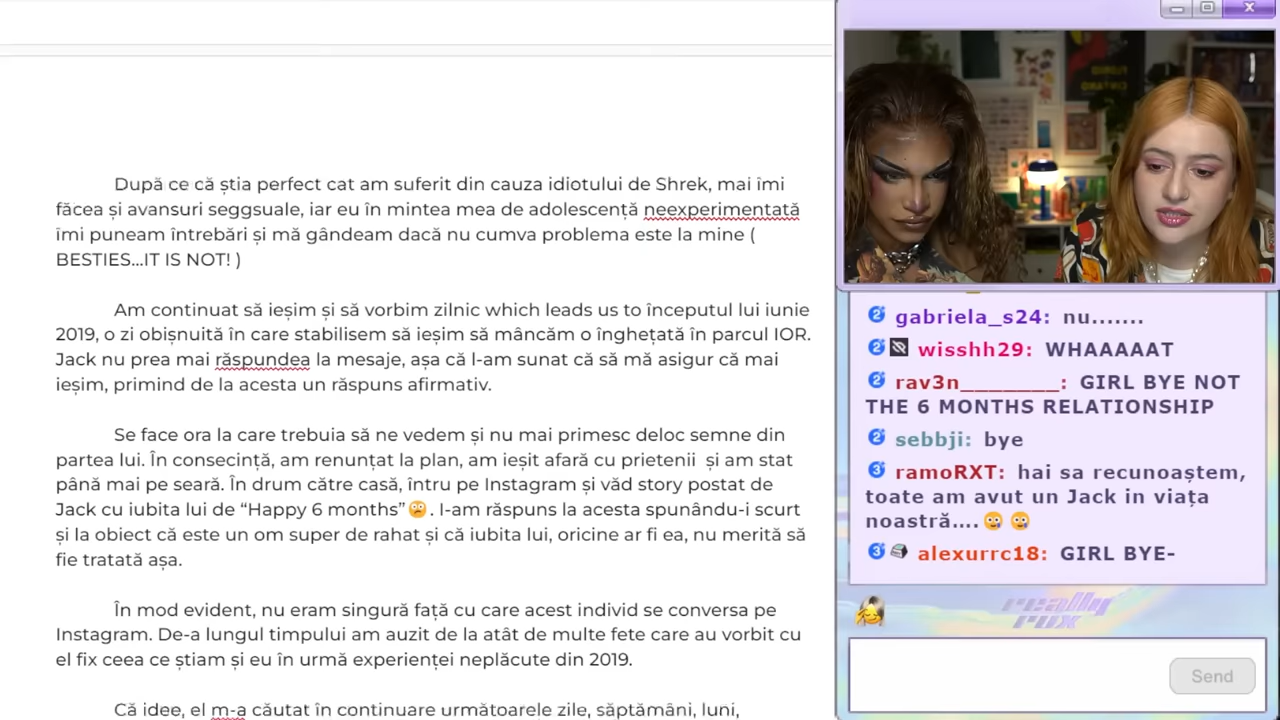 După ce că știa perfect cat am suferit din cauza idiotului de Shrek, mai îmi
făcea și avansuri seggsuale, iar eu în mintea mea de adolescență neexperimentată
îmi puneam întrebări și mă gândeam dacă nu cumva problema este la mine (
BESTIES...IT IS NOT! )
Am continuat să ieșim și să vorbim zilnic which leads us to începutul lui iunie
2019, o zi obișnuită în care stabilisem să ieșim să mâncăm o înghețată în parcul IOR.
Jack nu prea mai răspundea la mesaje, așa că l-am sunat că să mă asigur că mai
ieșim, primind de la acesta un răspuns afirmativ.
Se face ora la care trebuia să ne vedem și nu mai primesc deloc semne din
partea lui. În consecință, am renunțat la plan, am ieșit afară cu prietenii  și am stat
până mai pe seară. În drum către casă, întru pe Instagram și văd story postat de
Jack cu iubita lui de “Happy 6 months”😧. I-am răspuns la acesta spunându-i scurt
și la obiect că este un om super de rahat și că iubita lui, oricine ar fi ea, nu merită să
fie tratată așa.
În mod evident, nu eram singură față cu care acest individ se conversa pe
Instagram. De-a lungul timpului am auzit de la atât de multe fete care au vorbit cu
el fix ceea ce știam și eu în urmă experienței neplăcute din 2019.
Că idee, el m-a căutat în continuare următoarele zile, săptămâni, luni,
gabriela_s24: nu.......
wisshh29: WHAAAAAT
rav3n_______: GIRL BYE NOT
THE 6 MONTHS RELATIONSHIP
sebbji: bye
ramoRXT: hai sa recunoaștem,
toate am avut un Jack in viața
noastră....😢😢
alexurrc18: GIRL BYE-
really
rux
Send